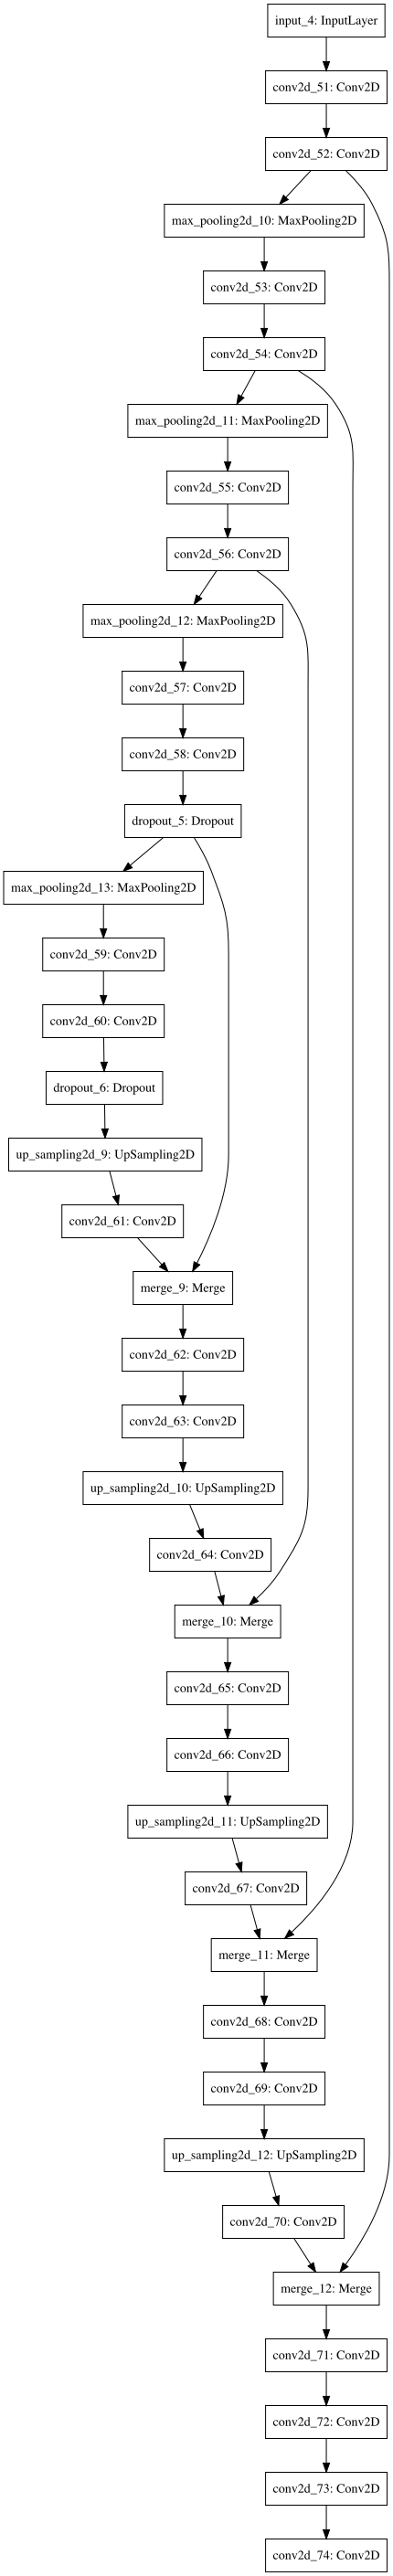 input_4: InputLayer
conv2d_51: Conv2D
conv2d_52: Conv2D
max_pooling2d_10: MaxPooling2D
conv2d_53: Conv2D
conv2d_54: Conv2D
max_pooling2d_11: MaxPooling2D
conv2d_55: Conv2D
conv2d_56: Conv2D
max_pooling2d_12: MaxPooling2D
conv2d_57: Conv2D
conv2d_58: Conv2D
dropout_5: Dropout
max_pooling2d_13: MaxPooling2D
conv2d_59: Conv2D
conv2d_60: Conv2D
dropout_6: Dropout
up_sampling2d_9: UpSampling2D
conv2d_61: Conv2D
merge_9: Merge
conv2d_62: Conv2D
conv2d_63: Conv2D
up_sampling2d_10: UpSampling2D
conv2d_64: Conv2D
merge_10: Merge
conv2d_65: Conv2D
conv2d_66: Conv2D
up_sampling2d_11: UpSampling2D
conv2d_67: Conv2D
merge_11: Merge
conv2d_68: Conv2D
conv2d_69: Conv2D
up_sampling2d_12: UpSampling2D
conv2d_70: Conv2D
merge_12: Merge
conv2d_71: Conv2D
conv2d_72: Conv2D
conv2d_73: Conv2D
conv2d_74: Conv2D